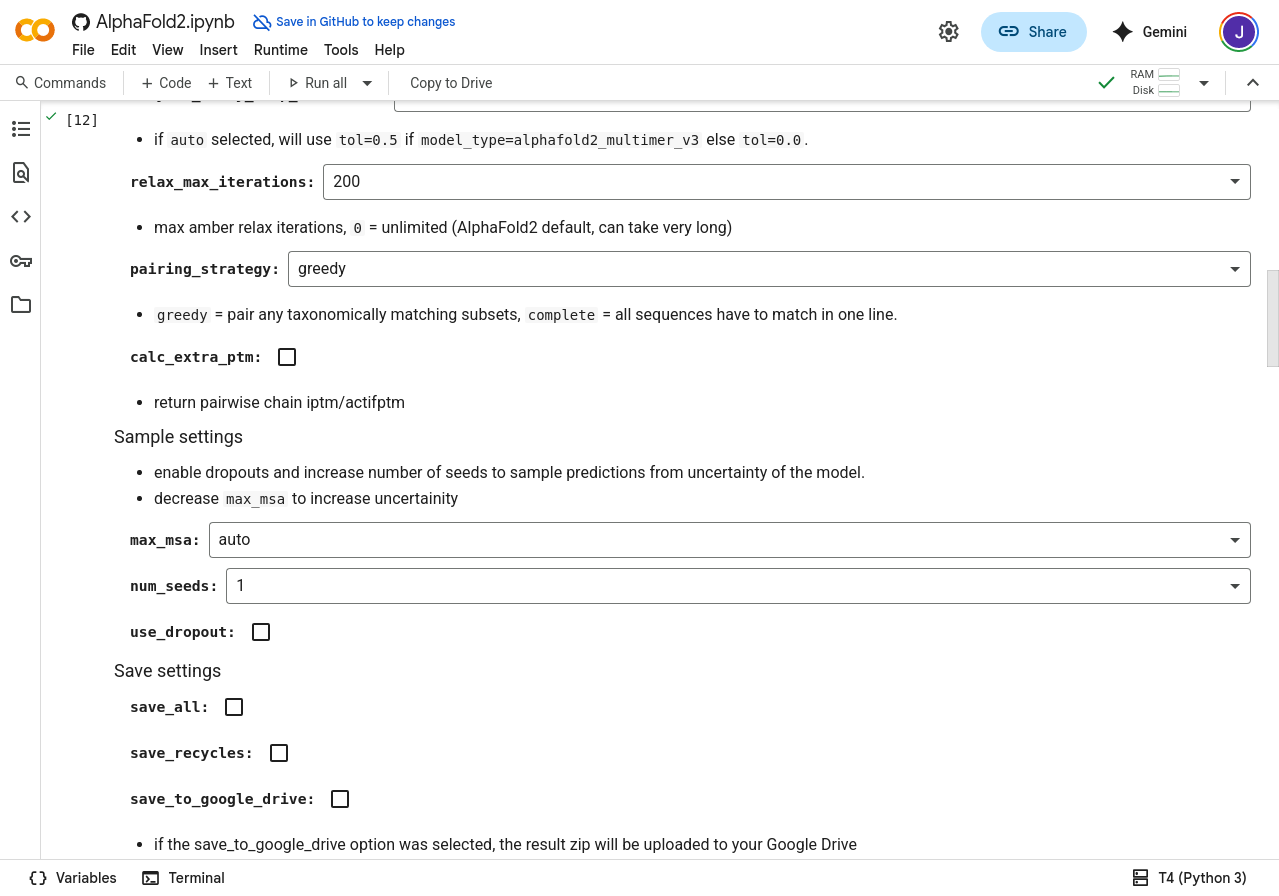 AlphaFold2.ipynb
Save in GitHub to keep changes
File Edit View Insert Runtime Tools Help
Share
Gemini
J
Commands + Code + Text Run all Copy to Drive
RAM
Disk
[12]
if auto selected, will use tol=0.5 if model_type=alphafold2_multimer_v3 else tol=0.0.
relax_max_iterations: 200
max amber relax iterations, 0 = unlimited (AlphaFold2 default, can take very long)
pairing_strategy: greedy
greedy = pair any taxonomically matching subsets, complete = all sequences have to match in one line.
calc_extra_ptm:
return pairwise chain iptm/actifptm
Sample settings
enable dropouts and increase number of seeds to sample predictions from uncertainty of the model.
decrease max_msa to increase uncertainity
max_msa: auto
num_seeds: 1
use_dropout:
Save settings
save_all:
save_recycles:
save_to_google_drive:
if the save_to_google_drive option was selected, the result zip will be uploaded to your Google Drive
Variables Terminal
T4 (Python 3)